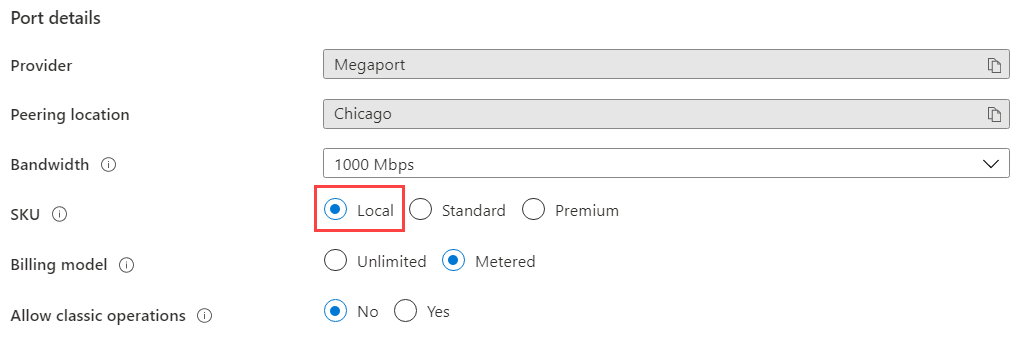 Port details
Provider Megaport
Peering location Chicago
Bandwidth 1000 Mbps
SKU Local Standard Premium
Billing model Unlimited Metered
Allow classic operations No Yes